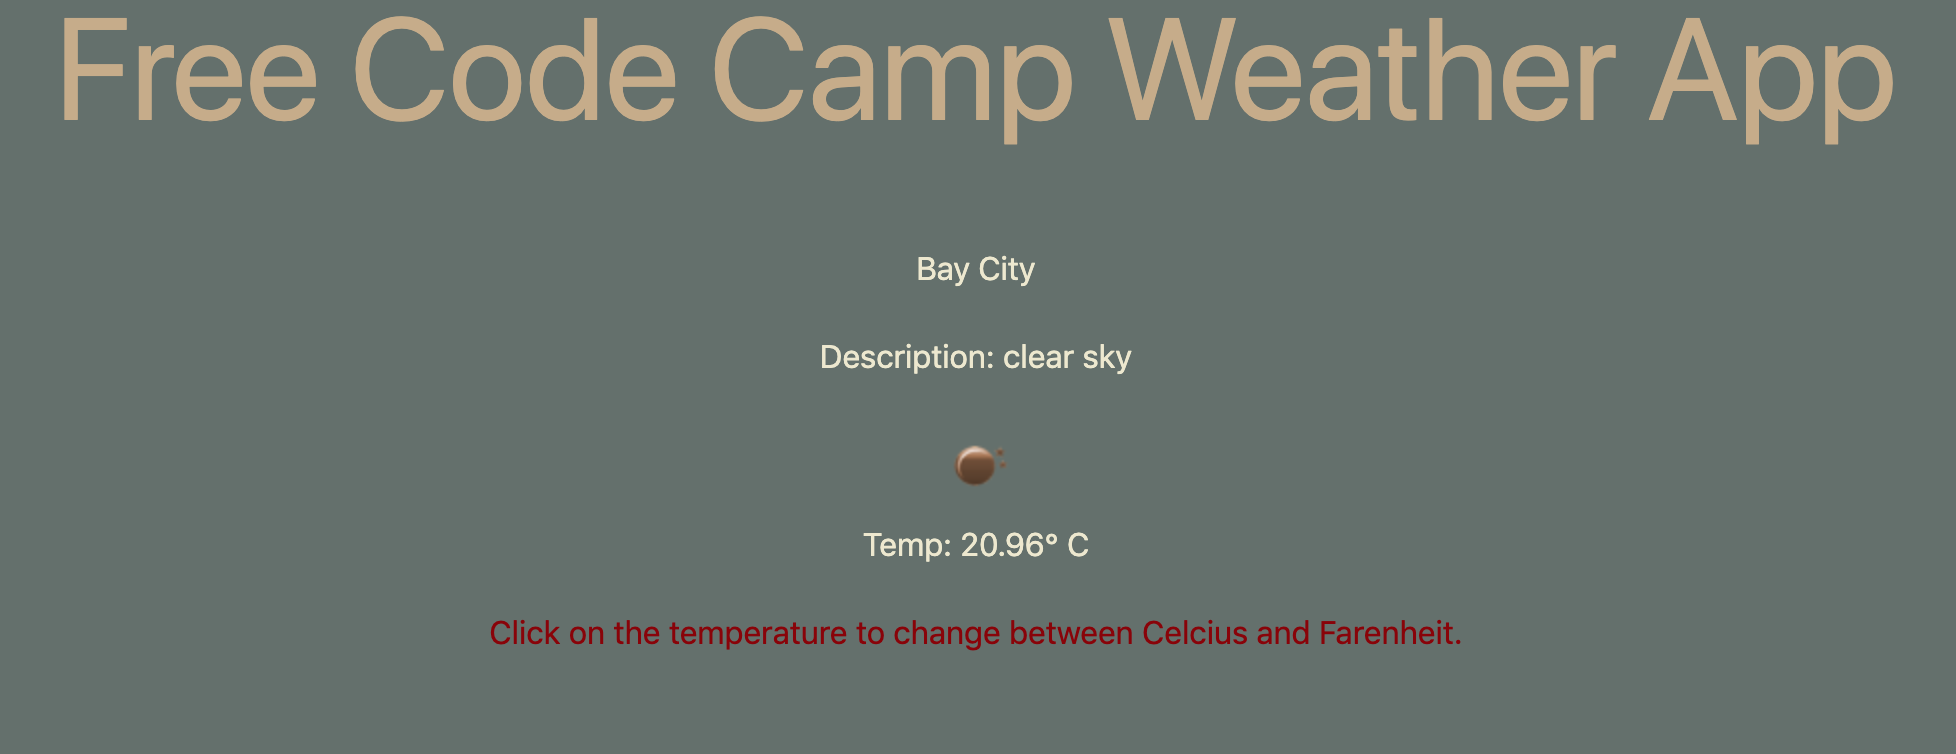 Free Code Camp Weather App
Bay City
Description: clear sky
Temp: 20.96° C
Click on the temperature to change between Celcius and Farenheit.